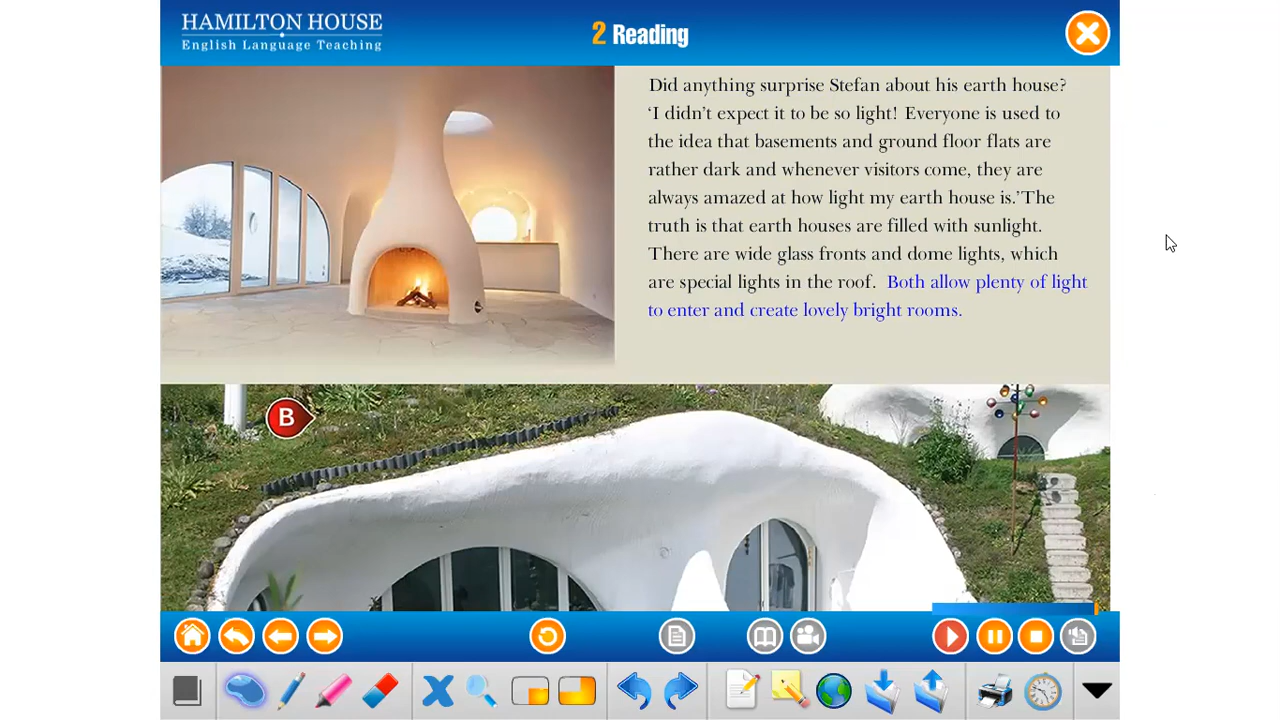 HAMILTON HOUSE
English Language Teaching
2 Reading
Did anything surprise Stefan about his earth house?
‘I didn’t expect it to be so light! Everyone is used to
the idea that basements and ground floor flats are
rather dark and whenever visitors come, they are
always amazed at how light my earth house is.’The
truth is that earth houses are filled with sunlight.
There are wide glass fronts and dome lights, which
are special lights in the roof. Both allow plenty of light
to enter and create lovely bright rooms.
B